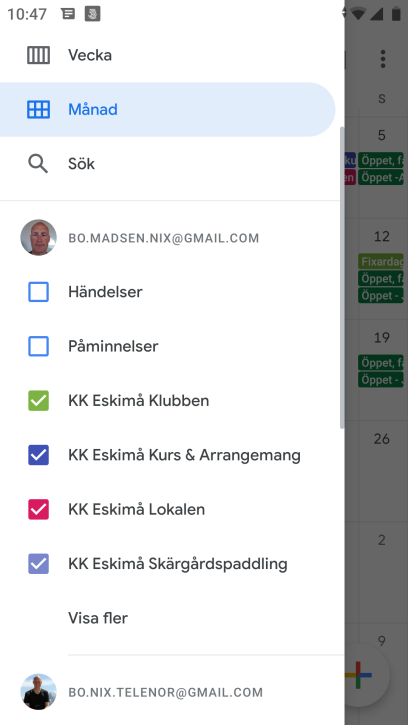 10:47
Vecka
Månad
Sök
S
5
Öppet, fa
Öppet -A
12
Fixardag
Öppet, fa
Öppet -
19
Öppet, fa
Öppet -
26
2
9
BO.MADSEN.NIX@GMAIL.COM
Händelser
Påminnelser
KK Eskimå Klubben
KK Eskimå Kurs & Arrangemang
KK Eskimå Lokalen
KK Eskimå Skärgårdspaddling
Visa fler
BO.NIX.TELENOR@GMAIL.COM